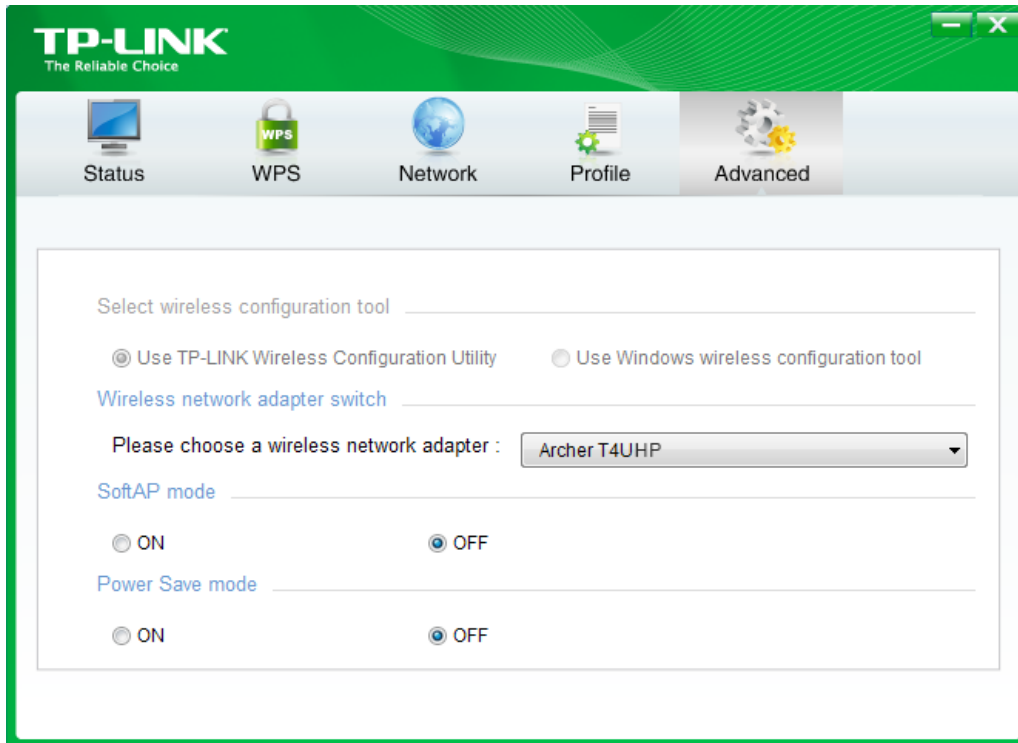 TP-LINK
The Reliable Choice
WPS
Status WPS Network Profile Advanced
Select wireless configuration tool
Use TP-LINK Wireless Configuration Utility Use Windows wireless configuration tool
Wireless network adapter switch
Please choose a wireless network adapter : Archer T4UHP
SoftAP mode
ON OFF
Power Save mode
ON OFF